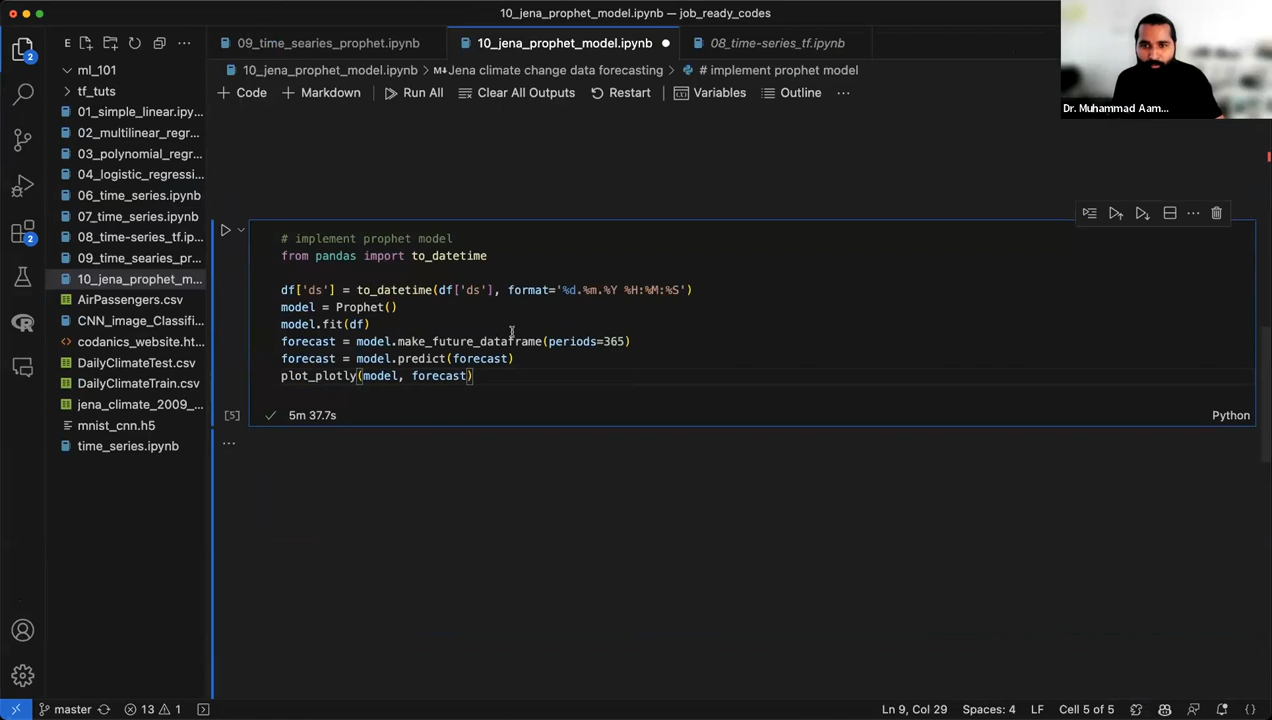 10_jena_prophet_model.ipynb — job_ready_codes
E
09_time_searies_prophet.ipynb
10_jena_prophet_model.ipynb
08_time-series_tf.ipynb
10_jena_prophet_model.ipynb > M↓Jena climate change data forecasting > # implement prophet model
+ Code + Markdown Run All Clear All Outputs Restart Variables Outline ...
Dr. Muhammad Aam...
2
2
ml_101
tf_tuts
01_simple_linear.ipy...
02_multilinear_regr...
03_polynomial_regr...
04_logistic_regressi...
06_time_series.ipynb
07_time_series.ipynb
08_time-series_tf.ip...
09_time_searies_pr...
10_jena_prophet_m...
AirPassengers.csv
CNN_image_Classifi...
codanics_website.ht...
DailyClimateTest.csv
DailyClimateTrain.csv
jena_climate_2009_...
mnist_cnn.h5
time_series.ipynb
# implement prophet model
from pandas import to_datetime
df['ds'] = to_datetime(df['ds'], format='%d.%m.%Y %H:%M:%S')
model = Prophet()
model.fit(df)
forecast = model.make_future_dataframe(periods=365)
forecast = model.predict(forecast)
plot_plotly(model, forecast)
[5]
5m 37.7s
Python
...
master
13
1
Ln 9, Col 29
Spaces: 4
LF
Cell 5 of 5